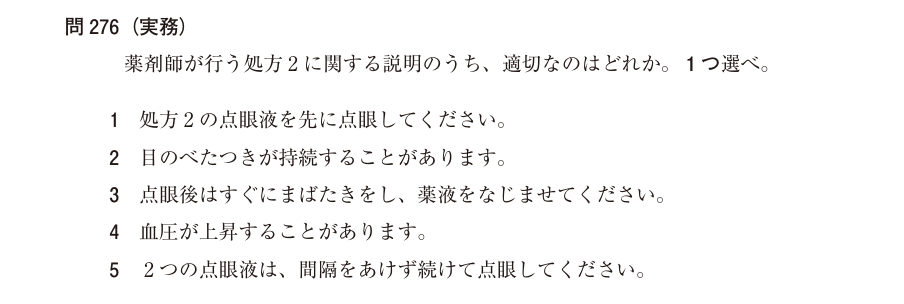 問 276（実務）
薬剤師が行う処方２に関する説明のうち、適切なのはどれか。１つ選べ。
1　処方２の点眼液を先に点眼してください。
2　目のべたつきが持続することがあります。
3　点眼後はすぐにまばたきをし、薬液をなじませてください。
4　血圧が上昇することがあります。
5　２つの点眼液は、間隔をあけず続けて点眼してください。